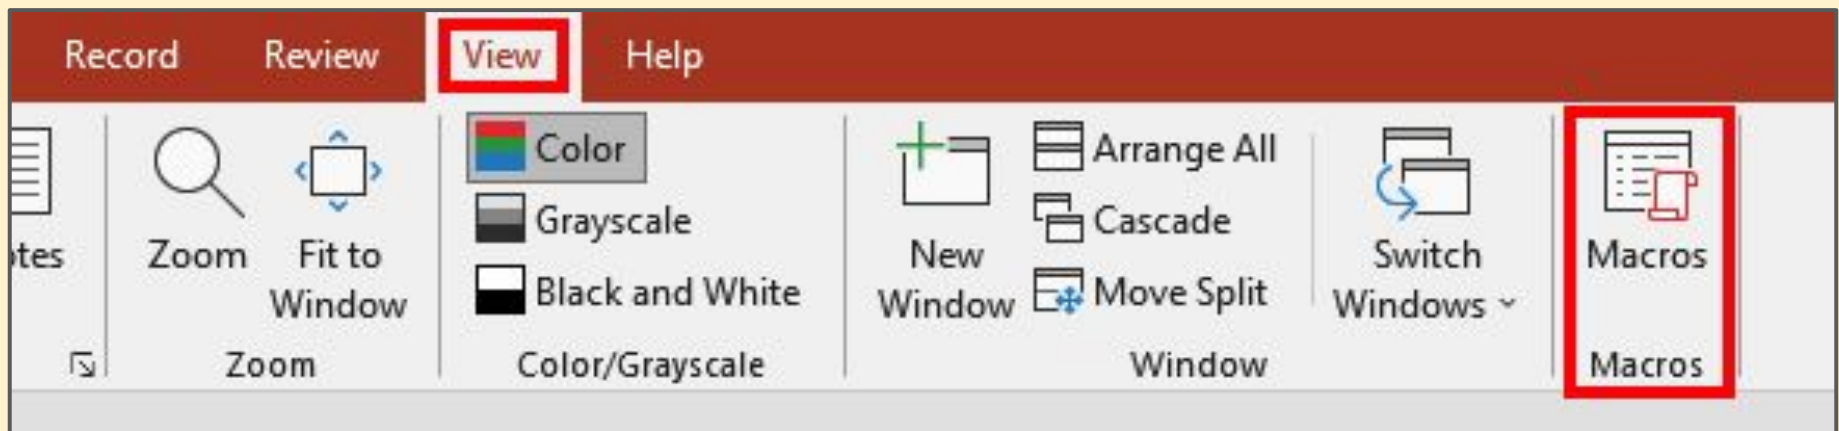 Record Review View Help
Color
Arrange All
Grayscale
Cascade
Zoom
Fit to
Window
Black and White
New
Window
Move Split
Switch
Windows
Macros
Zoom
Color/Grayscale
Window
Macros